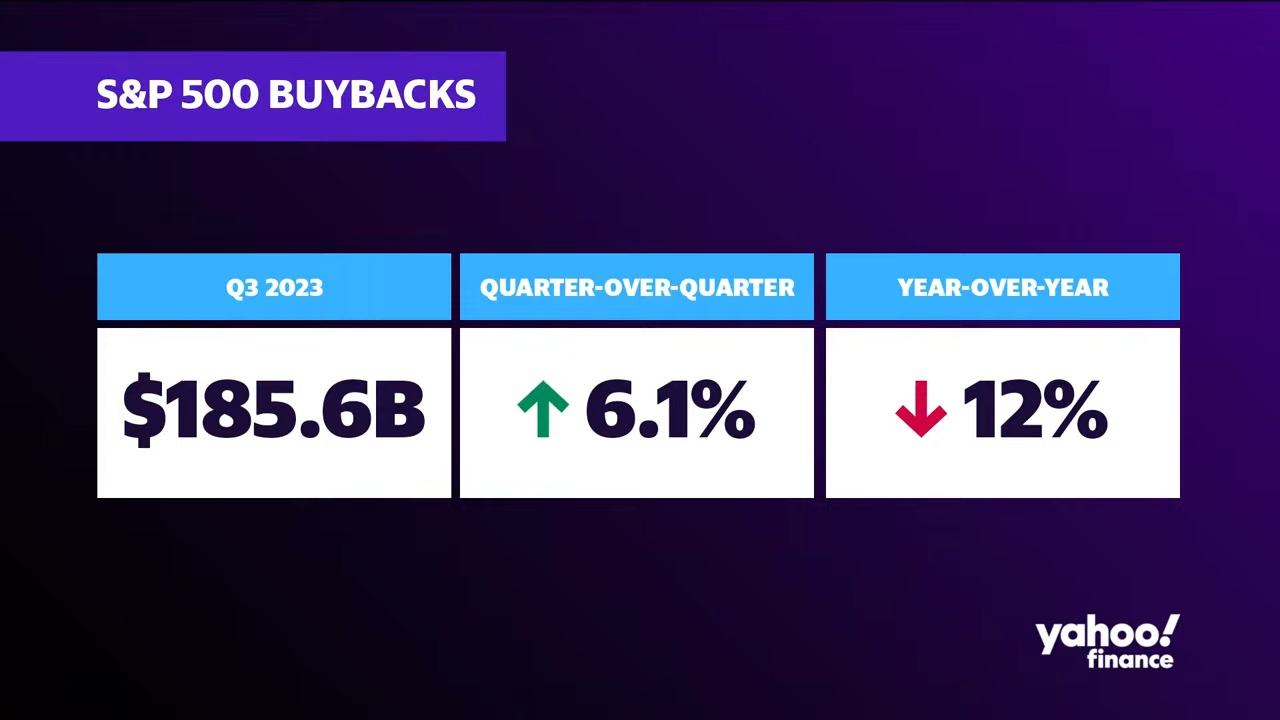 S&P 500 BUYBACKS
Q3 2023
QUARTER-OVER-QUARTER
YEAR-OVER-YEAR
$185.6B
↑ 6.1%
↓ 12%
yahoo!
finance